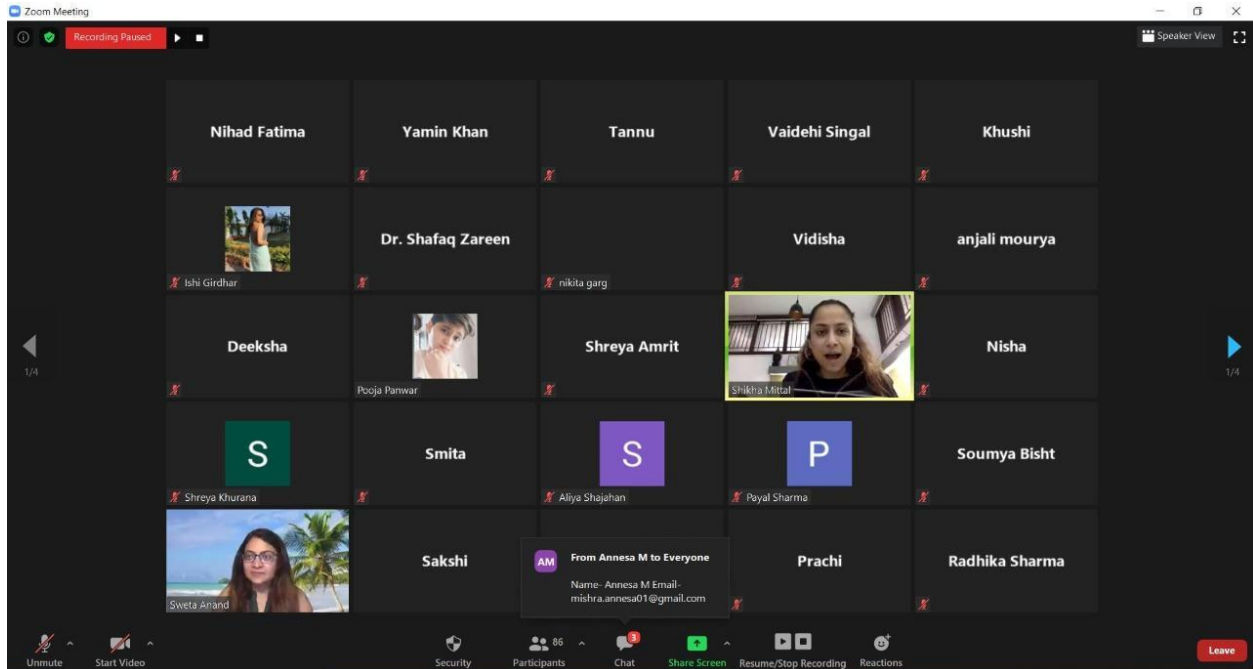 Zoom Meeting
Recording Paused
Speaker View
Nihad Fatima
Yamin Khan
Tannu
Vaidehi Singal
Khushi
Ishi Girdhar
Dr. Shafaq Zareen
nikita garg
Vidisha
anjali mourya
Deeksha
Pooja Panwar
Shreya Amrit
Shikha Mittal
Nisha
1/4
1/4
S
Shreya Khurana
Smita
S
Aliya Shajahan
P
Payal Sharma
Soumya Bisht
Sweta Anand
Sakshi
AM
From Annesa M to Everyone
Name- Annesa M Email-
mishra.annesa01@gmail.com
Prachi
Radhika Sharma
Unmute
Start Video
Security
86
Participants
3
Chat
Share Screen
Resume/Stop Recording
Reactions
Leave